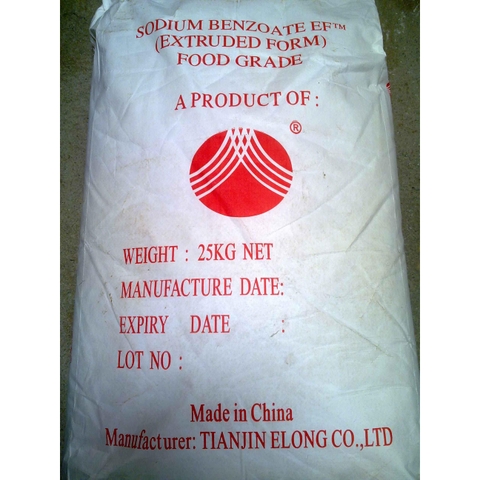 SODIUM BENZOATE EF™
(EXTRUDED FORM)
FOOD GRADE
A PRODUCT OF :
®
WEIGHT : 25KG NET
MANUFACTURE DATE:
EXPIRY DATE :
LOT NO :
Made in China
Manufacturer: TIANJIN ELONG CO.,LTD